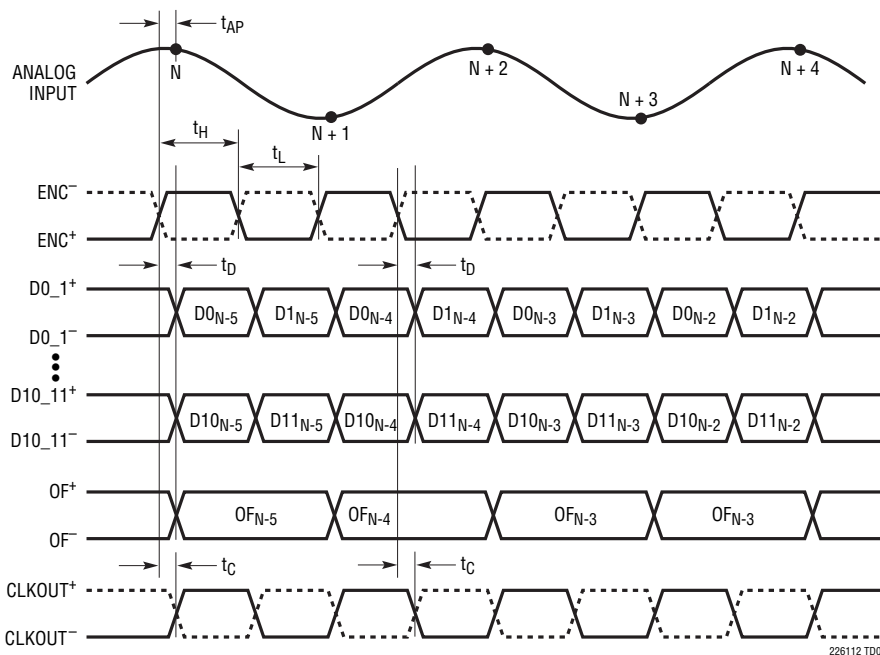 tAP
ANALOG
INPUT
N
N + 1
N + 2
N + 3
N + 4
tH
tL
ENC–
ENC+
tD
tD
D0_1+
D0_1–
D0N-5
D1N-5
D0N-4
D1N-4
D0N-3
D1N-3
D0N-2
D1N-2
D10_11+
D10_11–
D10N-5
D11N-5
D10N-4
D11N-4
D10N-3
D11N-3
D10N-2
D11N-2
OF+
OF–
OFN-5
OFN-4
OFN-3
OFN-3
tC
tC
CLKOUT+
CLKOUT–
226112 TD0